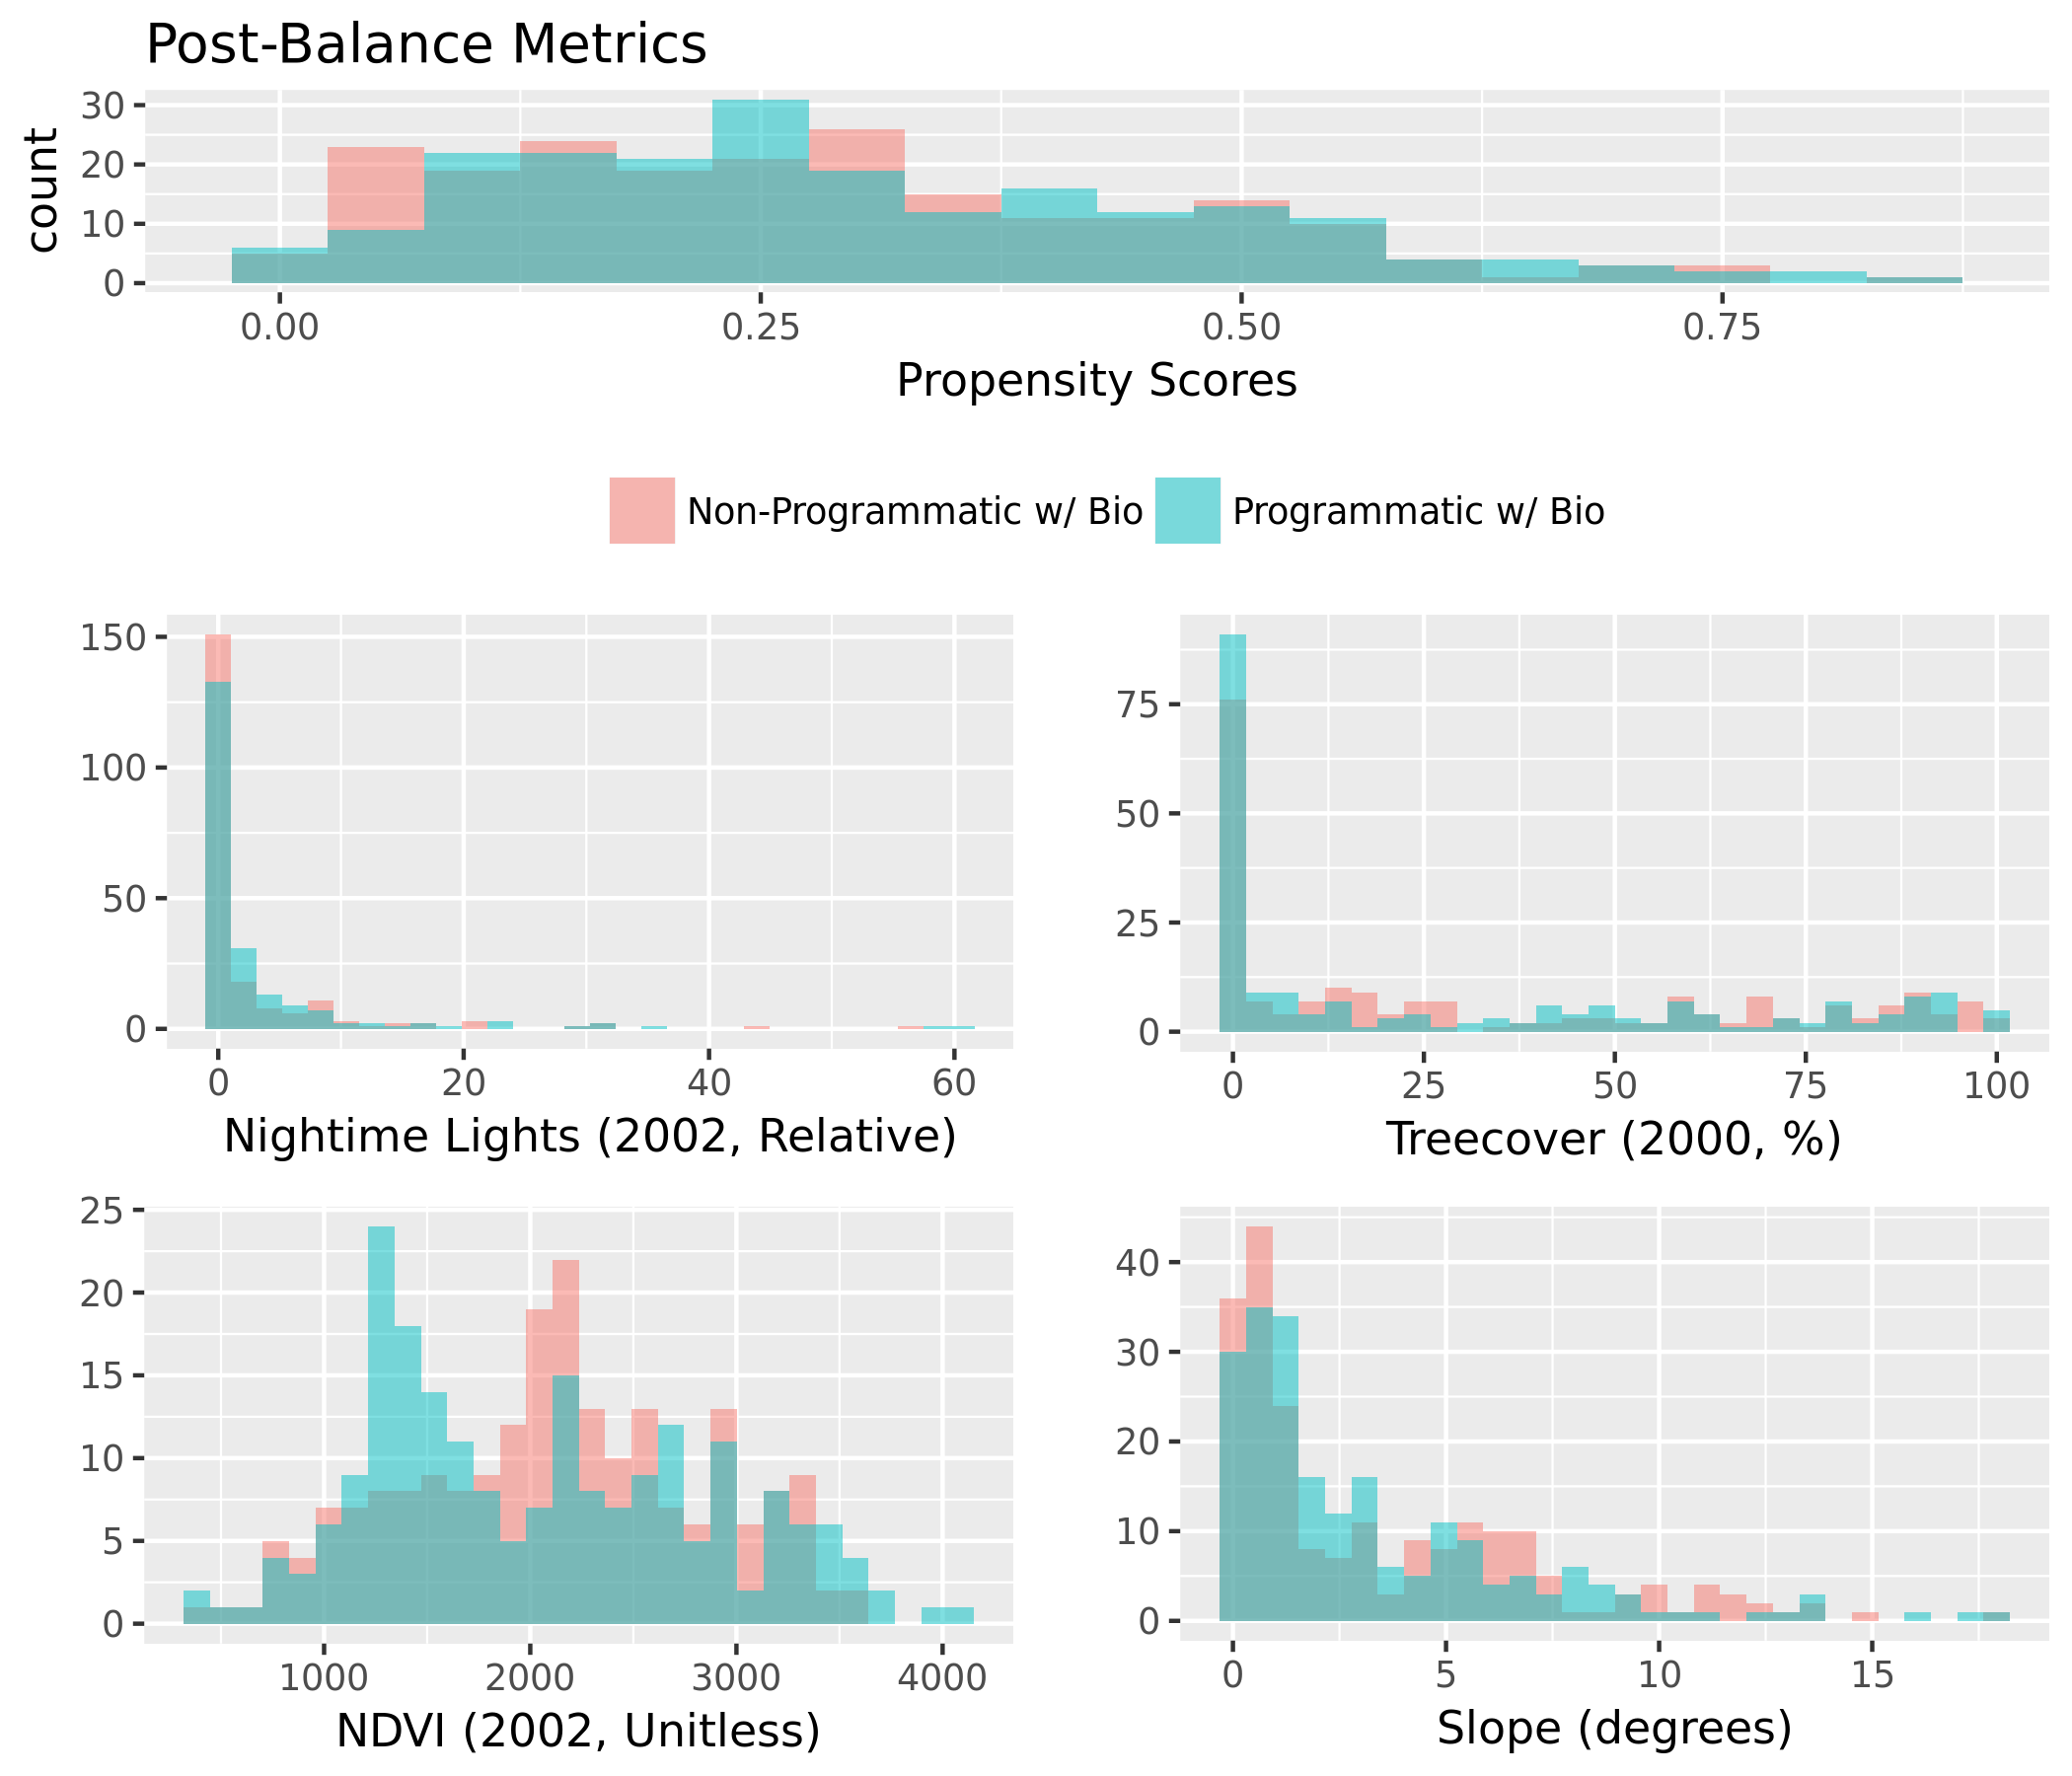 Post-Balance Metrics
count
30
20
10
0
0.00 0.25 0.50 0.75
Propensity Scores
Non-Programmatic w/ Bio Programmatic w/ Bio
150
100
50
0
0 20 40 60
Nightime Lights (2002, Relative)
75
50
25
0
0 25 50 75 100
Treecover (2000, %)
25
20
15
10
5
0
1000 2000 3000 4000
NDVI (2002, Unitless)
40
30
20
10
0
0 5 10 15
Slope (degrees)